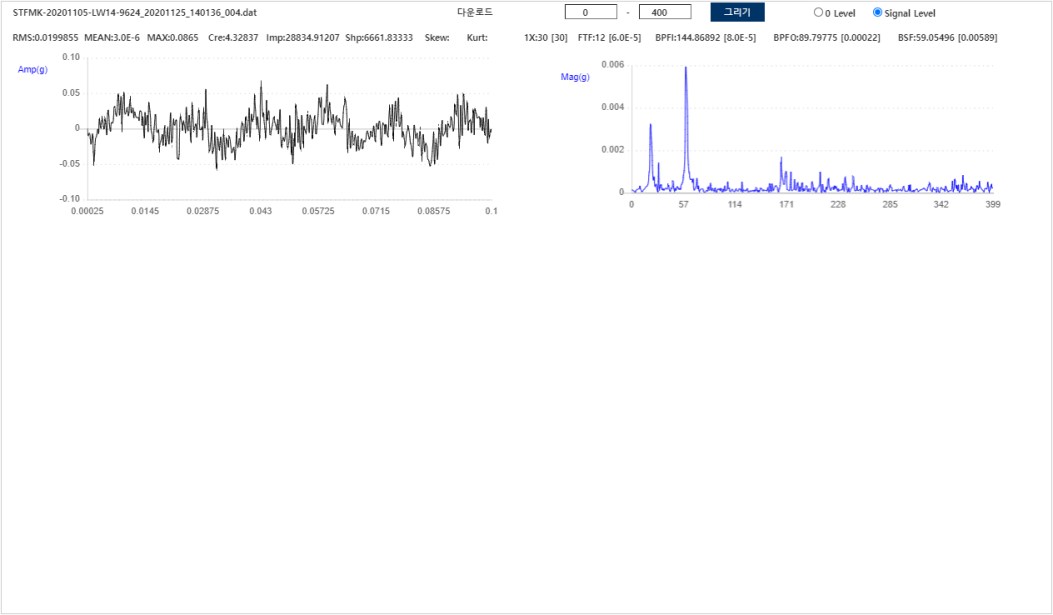 STFMK-20201105-LW14-9624_20201125_140136_004.dat 다운로드 0 - 400 그리기 0 Level Signal Level
RMS:0.0199855 MEAN:3.0E-6 MAX:0.0865 Cre:4.32837 Imp:28834.91207 Shp:6661.83333 Skew: Kurt: 1X:30 [30] FTF:12 [6.0E-5] BPFI:144.86892 [8.0E-5] BPFO:89.79775 [0.00022] BSF:59.05496 [0.00589]
Amp(g)
0.10
0.05
0
-0.05
-0.10
0.00025 0.0145 0.02875 0.043 0.05725 0.0715 0.08575 0.1
Mag(g)
0.006
0.004
0.002
0
0 57 114 171 228 285 342 399